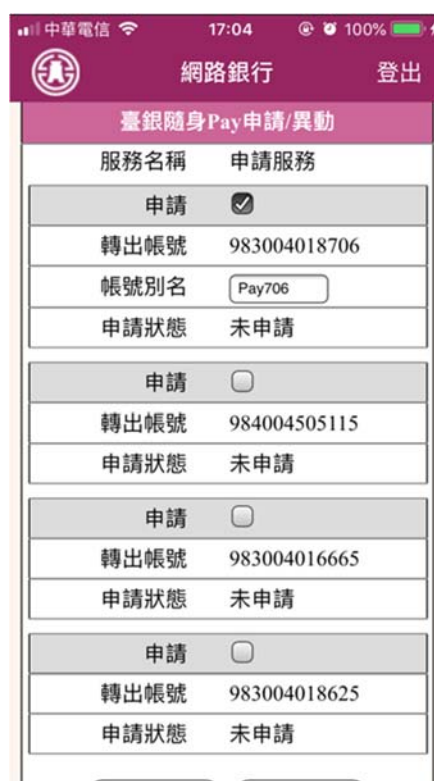 中華電信 17:04 100%
網路銀行 登出
臺銀隨身Pay申請/異動
服務名稱 申請服務
申請
轉出帳號 983004018706
帳號別名 Pay706
申請狀態 未申請
申請
轉出帳號 984004505115
申請狀態 未申請
申請
轉出帳號 983004016665
申請狀態 未申請
申請
轉出帳號 983004018625
申請狀態 未申請